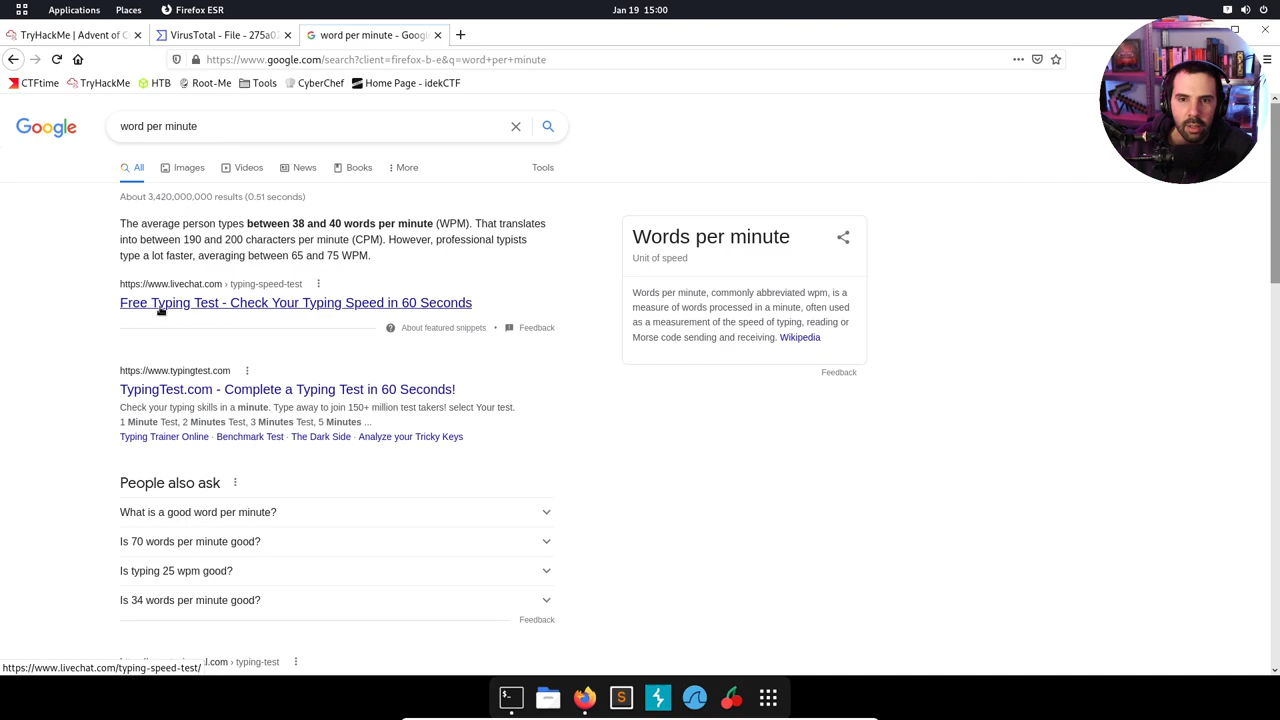 Applications Places Firefox ESR Jan 19 15:00
TryHackMe | Advent of C VirusTotal - File - 275a0 word per minute - Google
https://www.google.com/search?client=firefox-b-e&q=word+per+minute
CTFtime TryHackMe HTB Root-Me Tools CyberChef Home Page - idekCTF
Google word per minute
All Images Videos News Books More Tools
About 3,420,000,000 results (0.51 seconds)
The average person types between 38 and 40 words per minute (WPM). That translates
into between 190 and 200 characters per minute (CPM). However, professional typists
type a lot faster, averaging between 65 and 75 WPM.
https://www.livechat.com › typing-speed-test
Free Typing Test - Check Your Typing Speed in 60 Seconds
About featured snippets • Feedback
https://www.typingtest.com
TypingTest.com - Complete a Typing Test in 60 Seconds!
Check your typing skills in a minute. Type away to join 150+ million test takers! select Your test.
1 Minute Test, 2 Minutes Test, 3 Minutes Test, 5 Minutes ...
Typing Trainer Online · Benchmark Test · The Dark Side · Analyze your Tricky Keys
People also ask
What is a good word per minute?
Is 70 words per minute good?
Is typing 25 wpm good?
Is 34 words per minute good?
Feedback
l.com › typing-test
https://www.livechat.com/typing-speed-test/
Words per minute
Unit of speed
Words per minute, commonly abbreviated wpm, is a
measure of words processed in a minute, often used
as a measurement of the speed of typing, reading or
Morse code sending and receiving. Wikipedia
Feedback